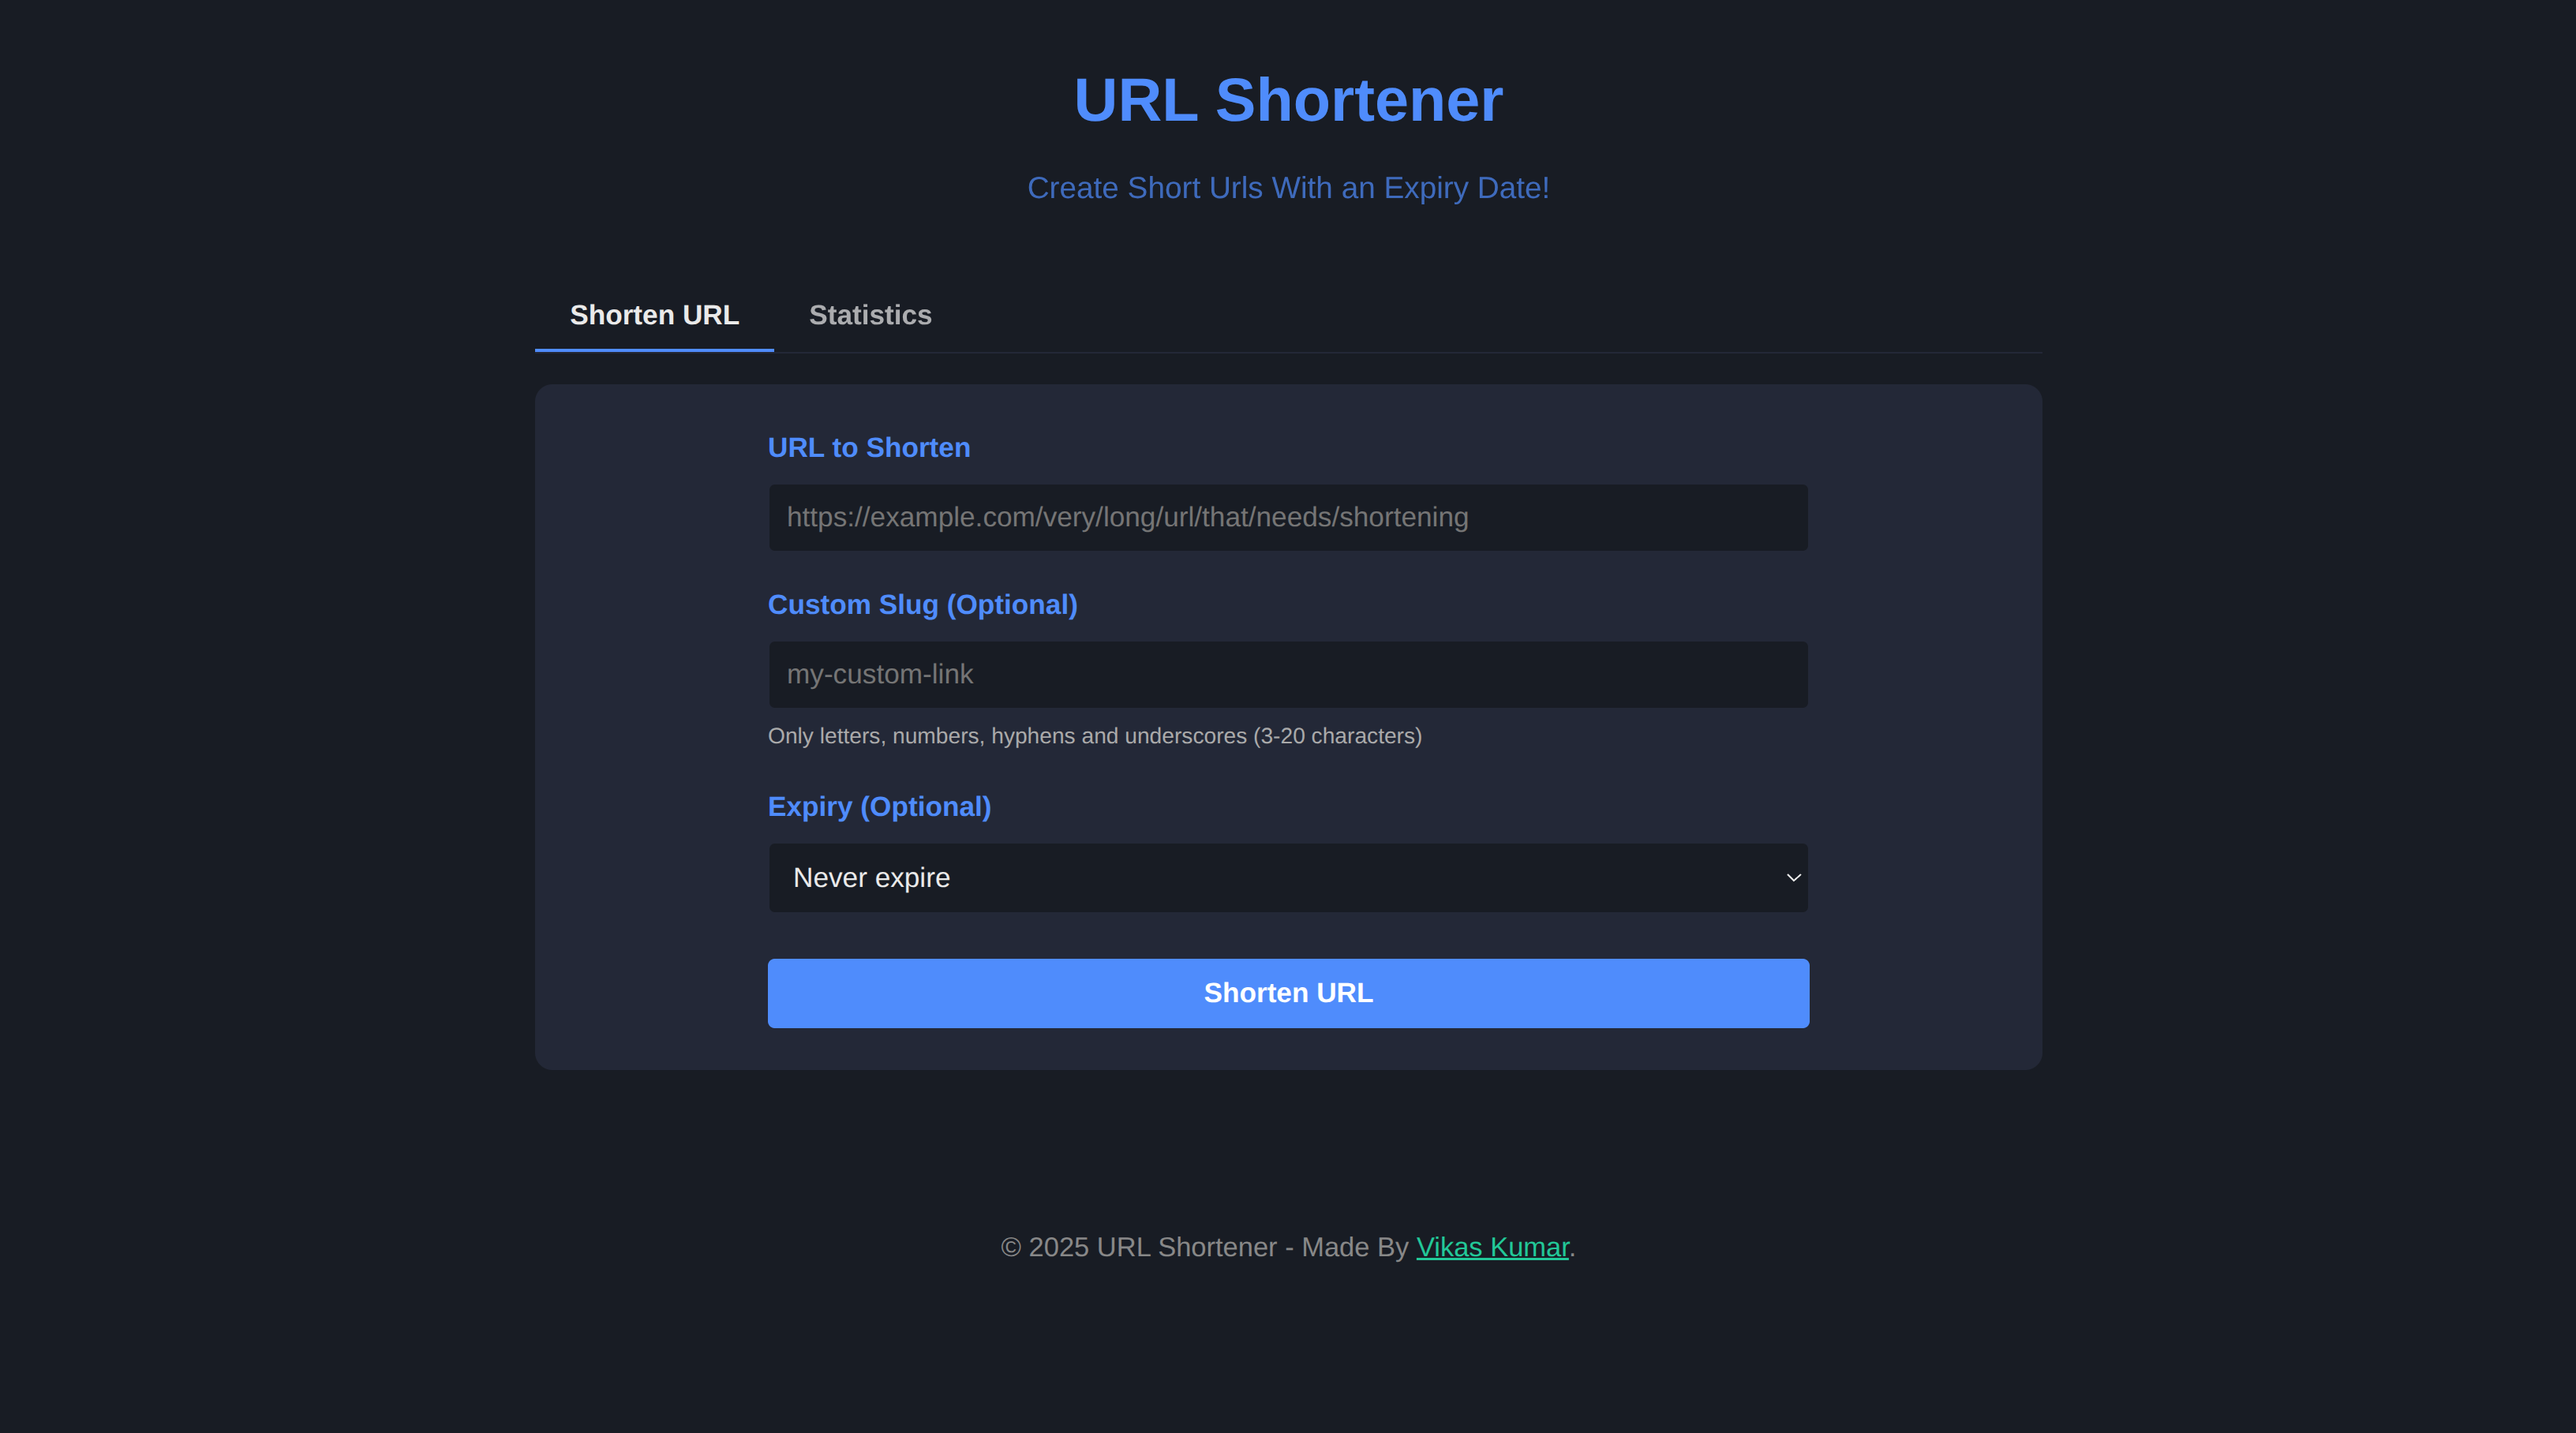 URL Shortener
Create Short Urls With an Expiry Date!
Shorten URL
Statistics
URL to Shorten
https://example.com/very/long/url/that/needs/shortening
Custom Slug (Optional)
my-custom-link
Only letters, numbers, hyphens and underscores (3-20 characters)
Expiry (Optional)
Never expire
Shorten URL
© 2025 URL Shortener - Made By Vikas Kumar.